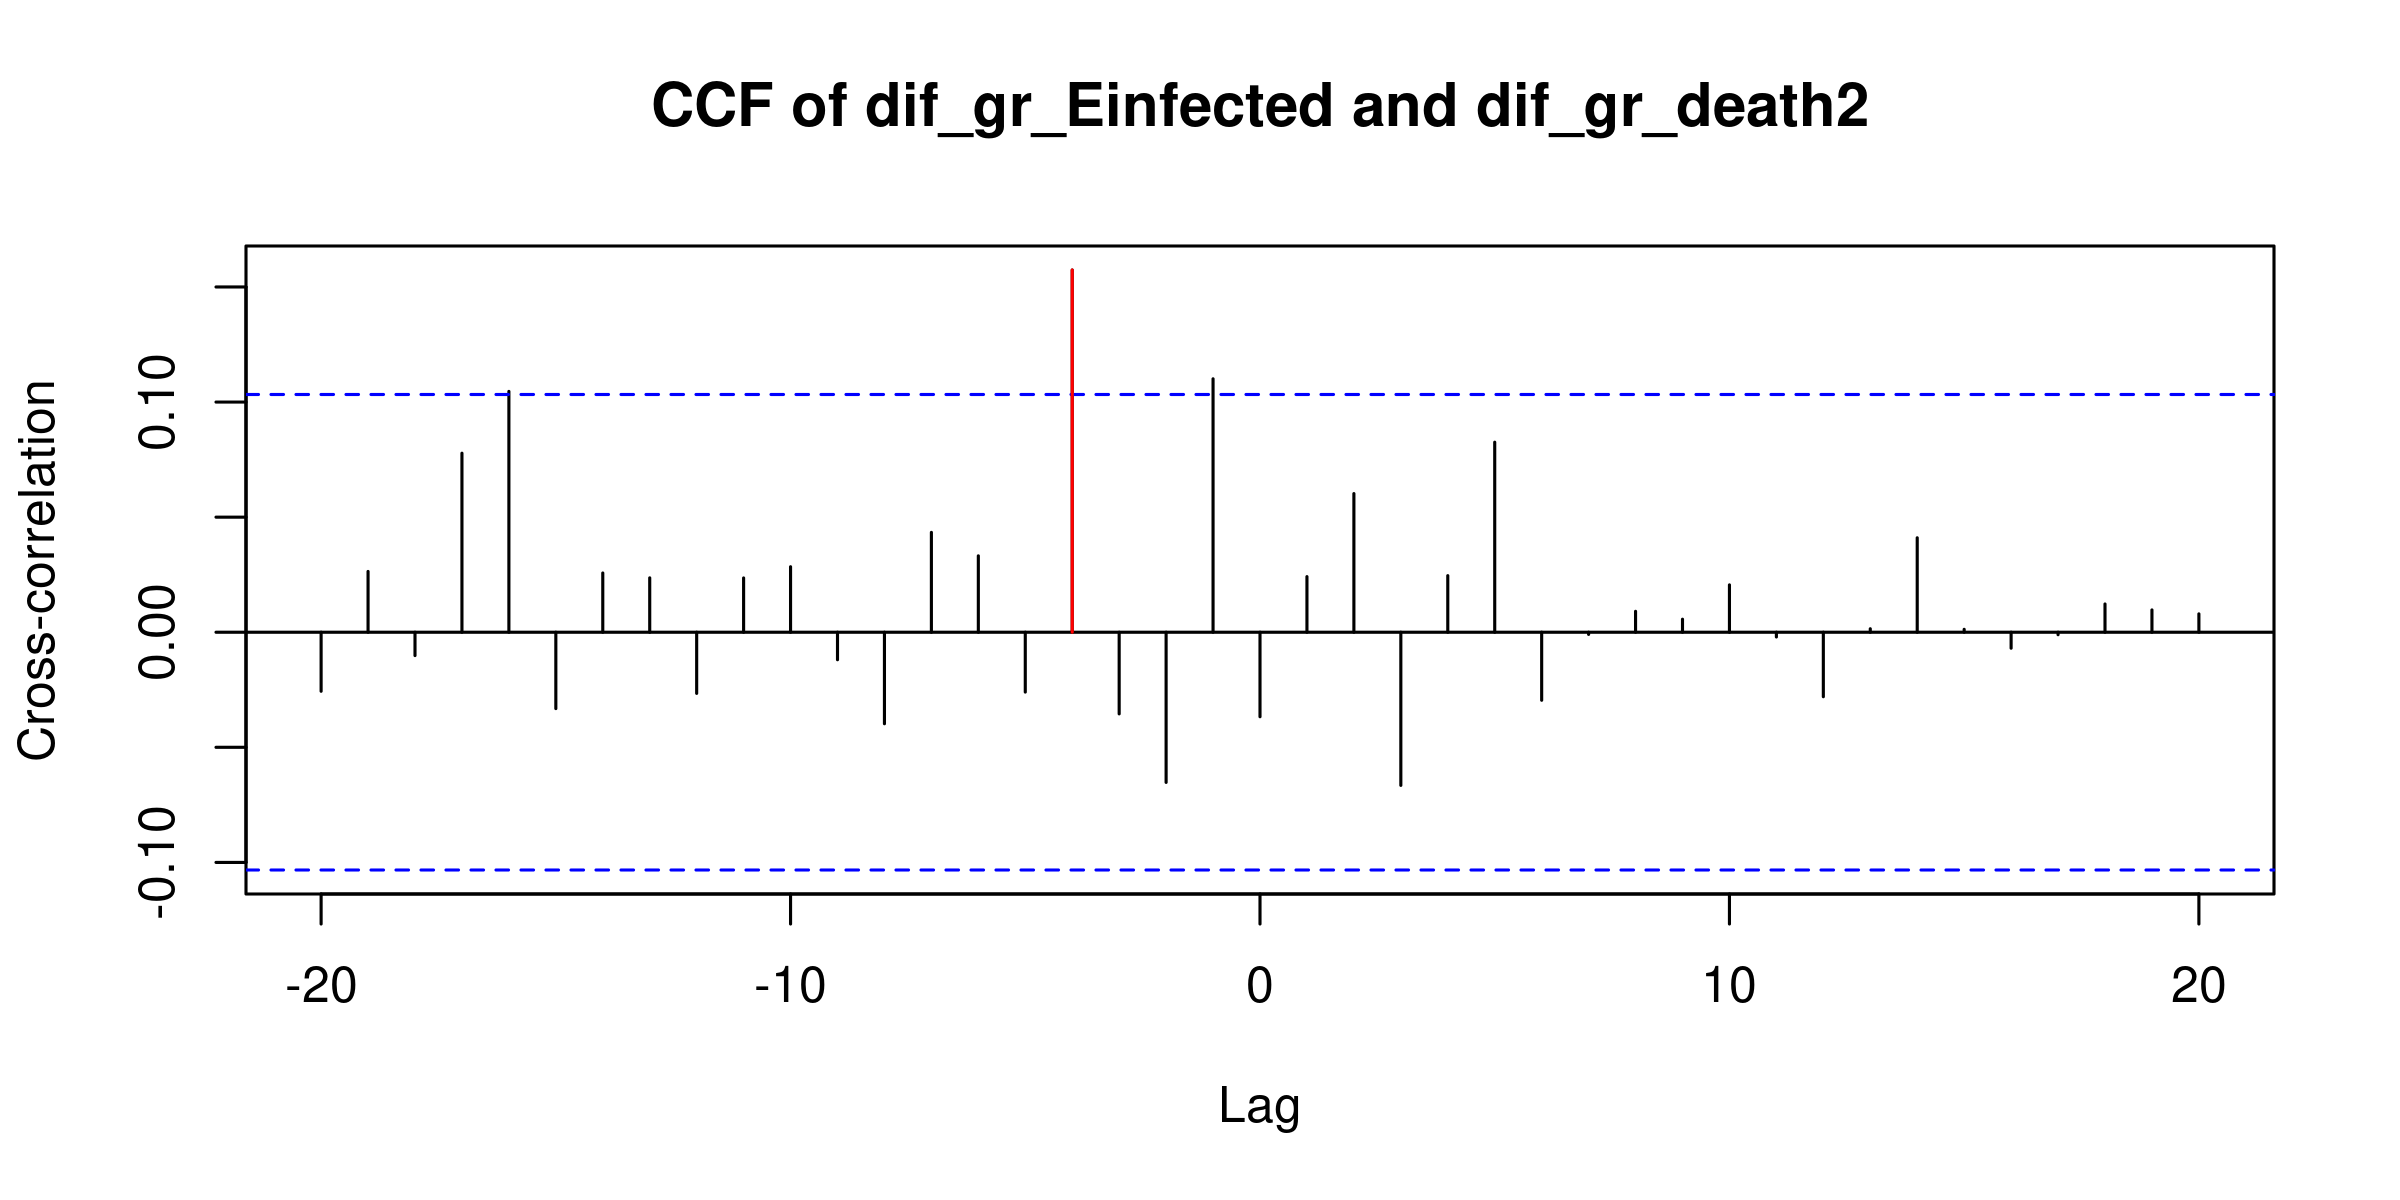 CCF of dif_gr_Einfected and dif_gr_death2
Cross-correlation
0.10
0.00
-0.10
-20 -10 0 10 20
Lag